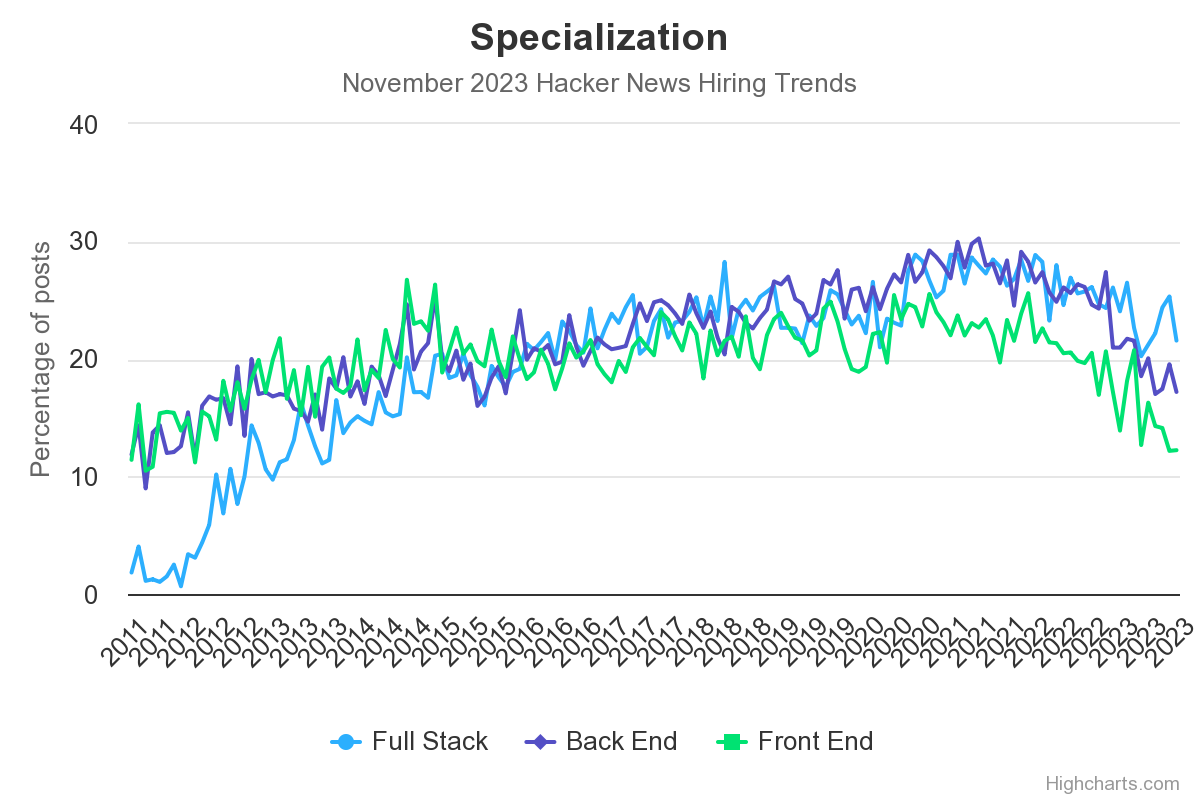 Specialization
November 2023 Hacker News Hiring Trends
Percentage of posts
40
30
20
10
0
2011 2011 2012 2012 2012 2013 2013 2013 2014 2014 2014 2015 2015 2015 2016 2016 2016 2017 2017 2017 2018 2018 2018 2019 2019 2019 2020 2020 2020 2021 2021 2021 2022 2022 2022 2023 2023 2023
Full Stack Back End Front End
Highcharts.com